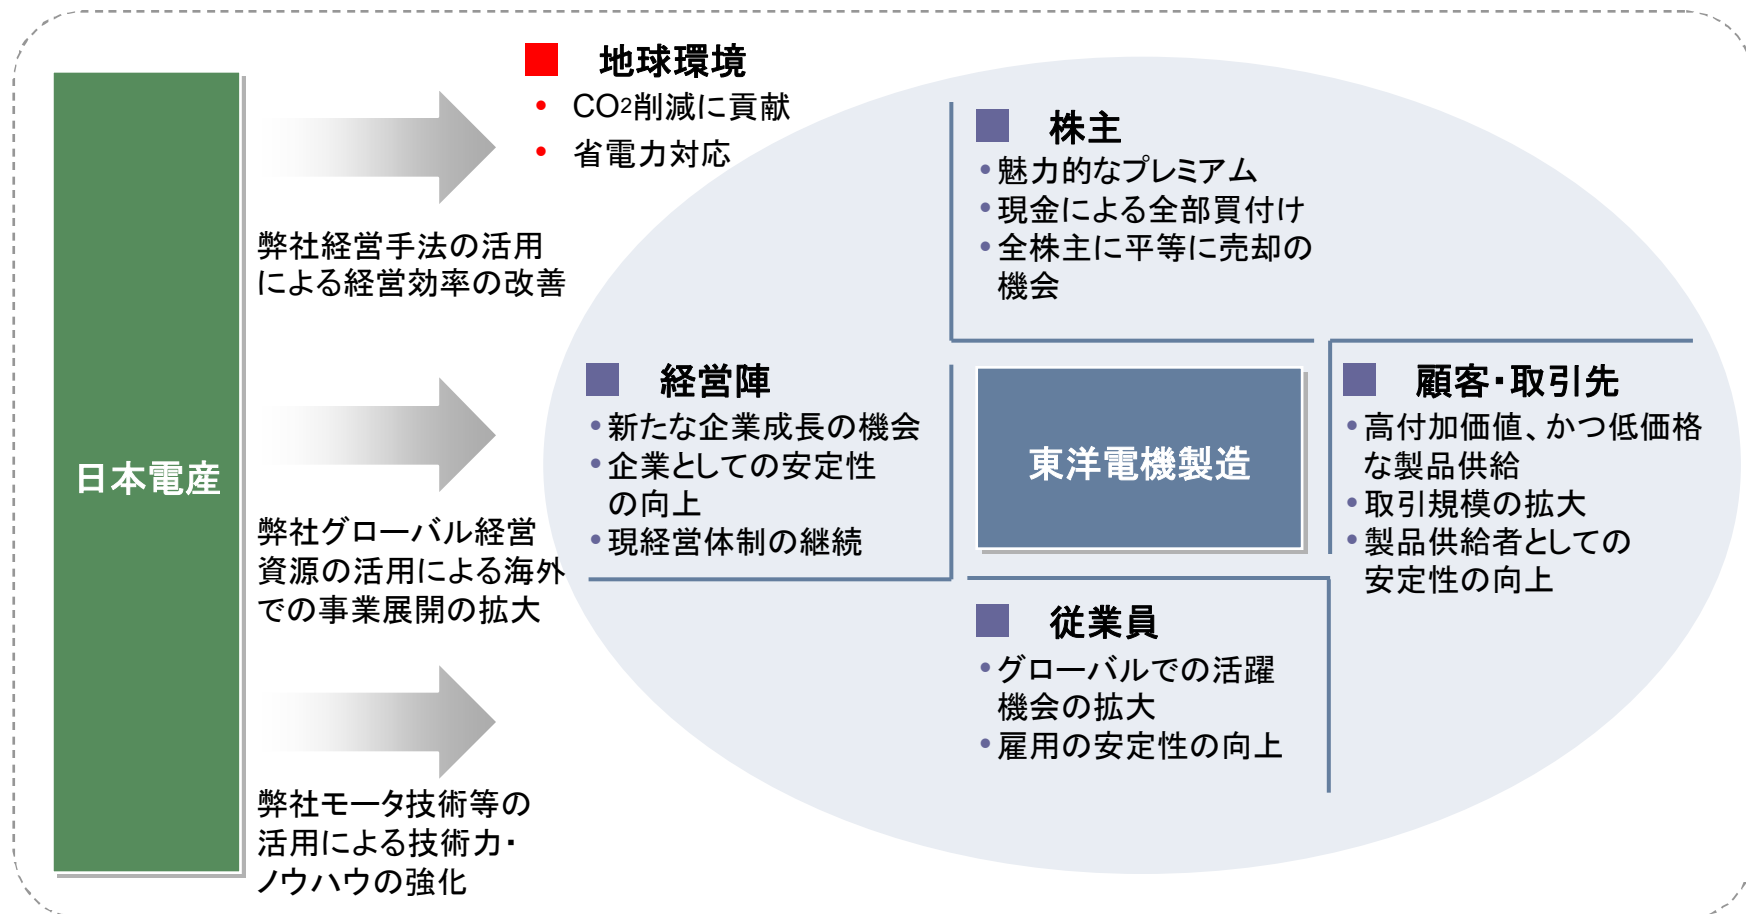 日本電産
弊社経営手法の活用
による経営効率の改善
弊社グローバル経営
資源の活用による海外
での事業展開の拡大
弊社モータ技術等の
活用による技術力・
ノウハウの強化
■ 地球環境
• CO2削減に貢献
• 省電力対応
■ 株主
•魅力的なプレミアム
•現金による全部買付け
•全株主に平等に売却の
機会
■ 経営陣
•新たな企業成長の機会
•企業としての安定性
の向上
•現経営体制の継続
東洋電機製造
■ 顧客・取引先
•高付加価値、かつ低価格
な製品供給
•取引規模の拡大
•製品供給者としての
安定性の向上
■ 従業員
•グローバルでの活躍
機会の拡大
•雇用の安定性の向上